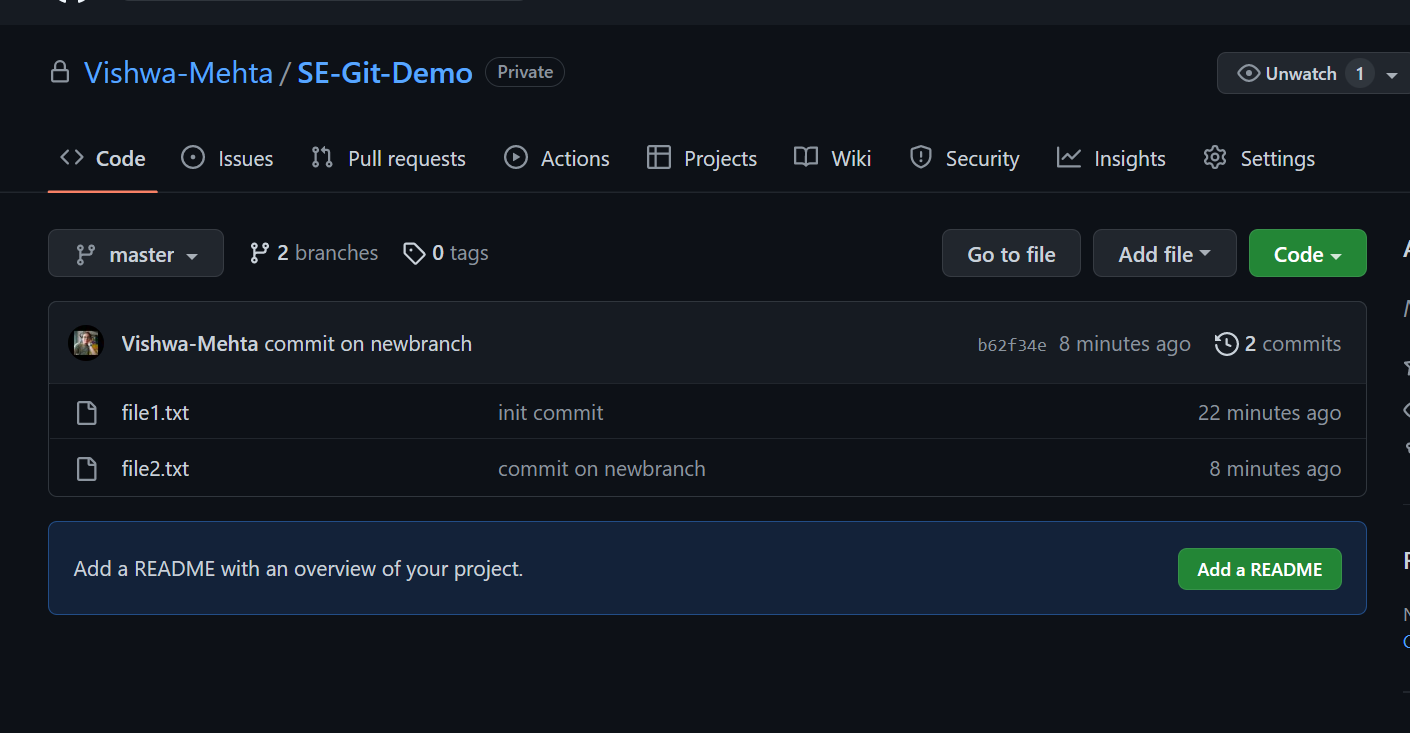 Vishwa-Mehta / SE-Git-Demo Private Unwatch 1
Code Issues Pull requests Actions Projects Wiki Security Insights Settings
master 2 branches 0 tags Go to file Add file Code
Vishwa-Mehta commit on newbranch b62f34e 8 minutes ago 2 commits
file1.txt init commit 22 minutes ago
file2.txt commit on newbranch 8 minutes ago
Add a README with an overview of your project. Add a README